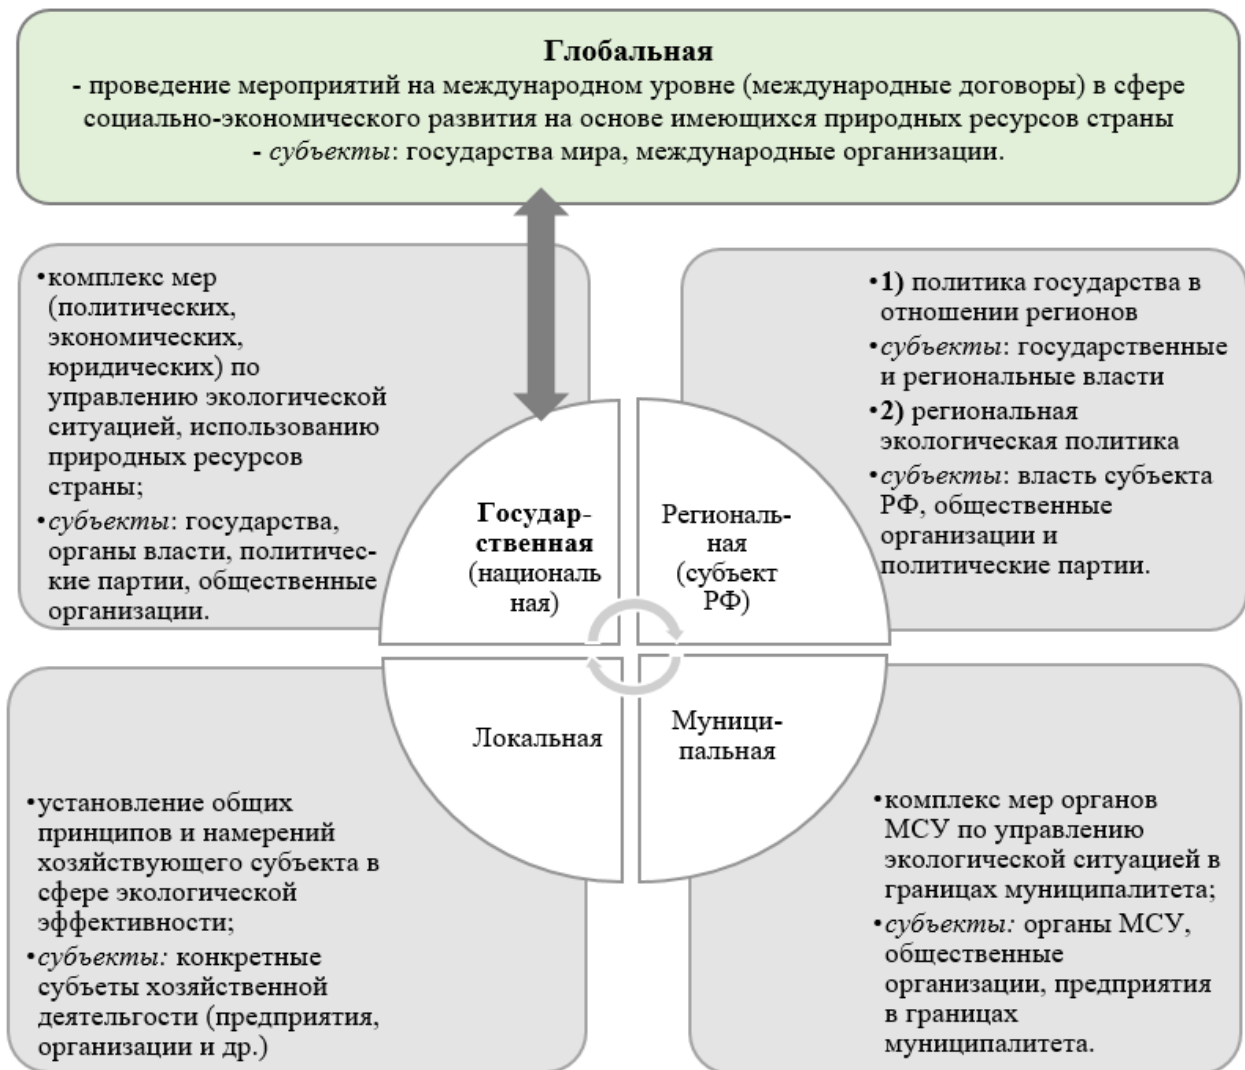 Глобальная
- проведение мероприятий на международном уровне (международные договоры) в сфере
социально-экономического развития на основе имеющихся природных ресурсов страны
- субъекты: государства мира, международные организации.
•комплекс мер
(политических,
экономических,
юридических) по
управлению экологической
ситуацией, использованию
природных ресурсов
страны;
•субъекты: государства,
органы власти, политичес-
кие партии, общественные
организации.
•1) политика государства в
отношении регионов
•субъекты: государственные
и региональные власти
•2) региональная
экологическая политика
•субъекты: власть субъекта
РФ, общественные
организации и
политические партии.
Государ-
ственная
(националь
ная)
Региональ-
ная
(субъект
РФ)
Локальная
Муници-
пальная
•установление общих
принципов и намерений
хозяйствующего субъекта в
сфере экологической
эффективности;
•субъекты: конкретные
субъеты хозяйственной
деятельгости (предприятия,
организации и др.)
•комплекс мер органов
МСУ по управлению
экологической ситуацией в
границах муниципалитета;
•субъекты: органы МСУ,
общественные
организации, предприятия
в границах
муниципалитета.